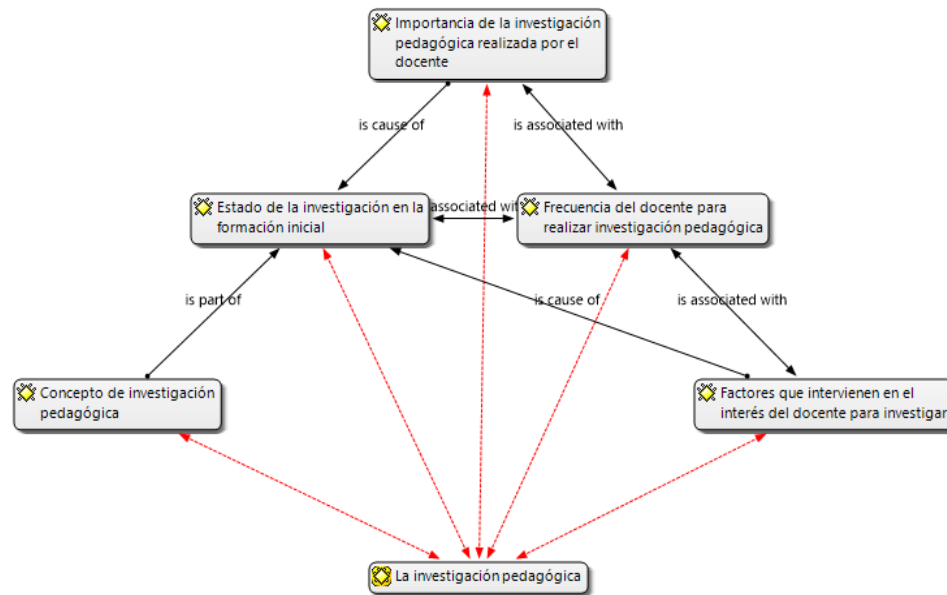 Importancia de la investigación
pedagógica realizada por el
docente
is cause of
is associated with
Estado de la investigación en la
formación inicial
associated wit
Frecuencia del docente para
realizar investigación pedagógica
is part of
is cause of
is associated with
Concepto de investigación
pedagógica
Factores que intervienen en el
interés del docente para investigar
La investigación pedagógica